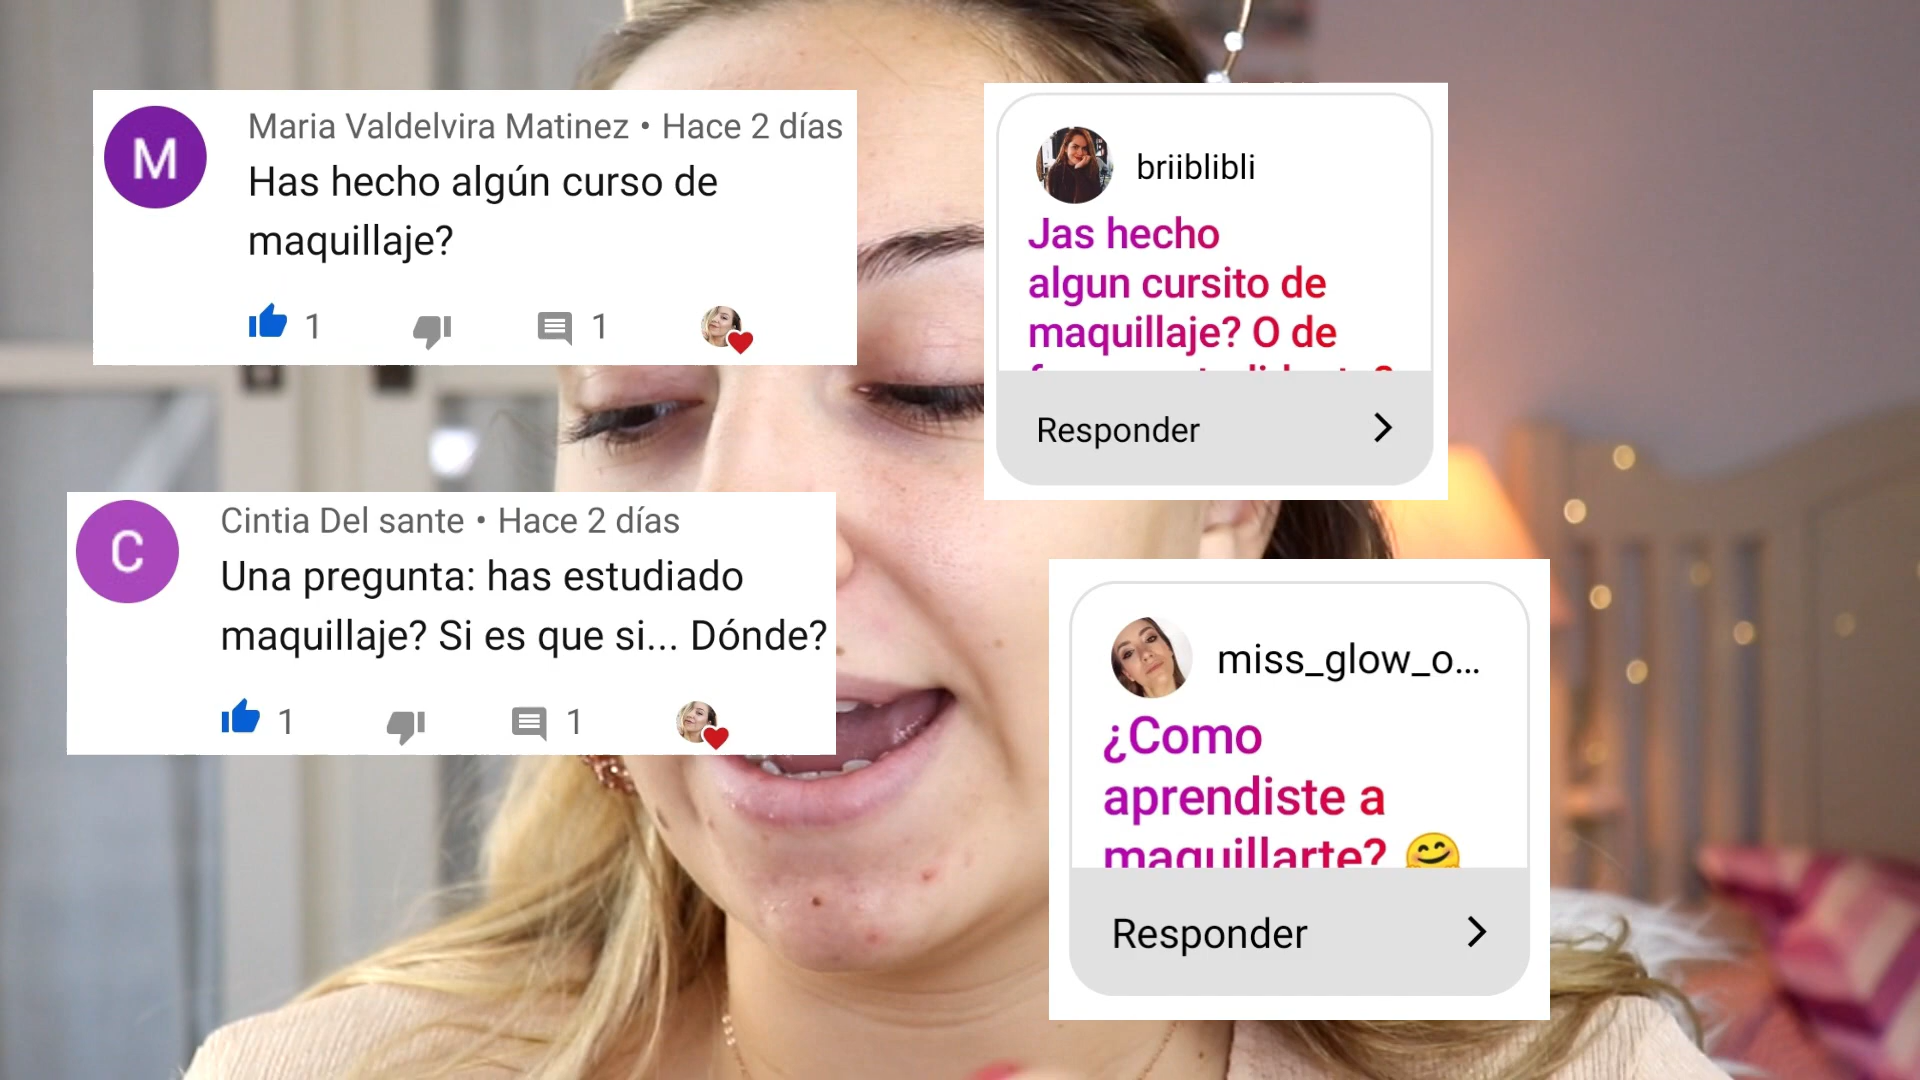 M
Maria Valdelvira Matinez • Hace 2 días
Has hecho algún curso de
maquillaje?
1
1
C
Cintia Del sante • Hace 2 días
Una pregunta: has estudiado
maquillaje? Si es que si... Dónde?
1
1
briiblibli
Jas hecho
algun cursito de
maquillaje? O de
Responder
miss_glow_o...
¿Como
aprendiste a
maquillarte? 🤗
Responder